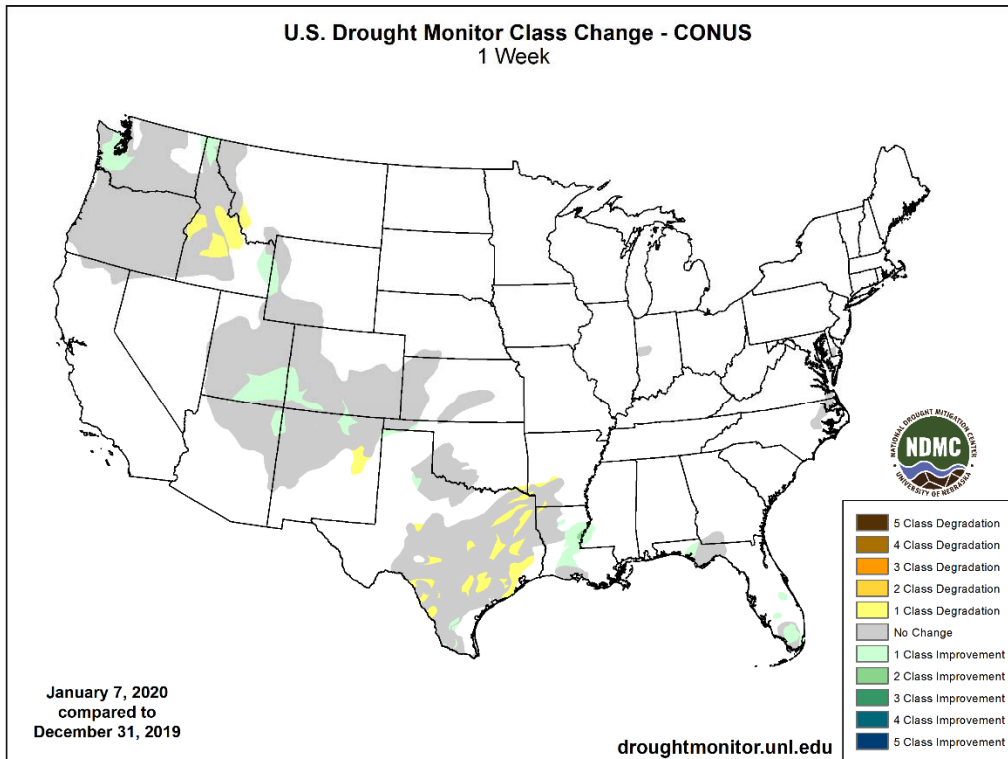 U.S. Drought Monitor Class Change - CONUS
1 Week
NATIONAL DROUGHT MITIGATION CENTER
NDMC
UNIVERSITY OF NEBRASKA
5 Class Degradation
4 Class Degradation
3 Class Degradation
2 Class Degradation
1 Class Degradation
No Change
1 Class Improvement
2 Class Improvement
3 Class Improvement
4 Class Improvement
5 Class Improvement
January 7, 2020
compared to
December 31, 2019
droughtmonitor.unl.edu